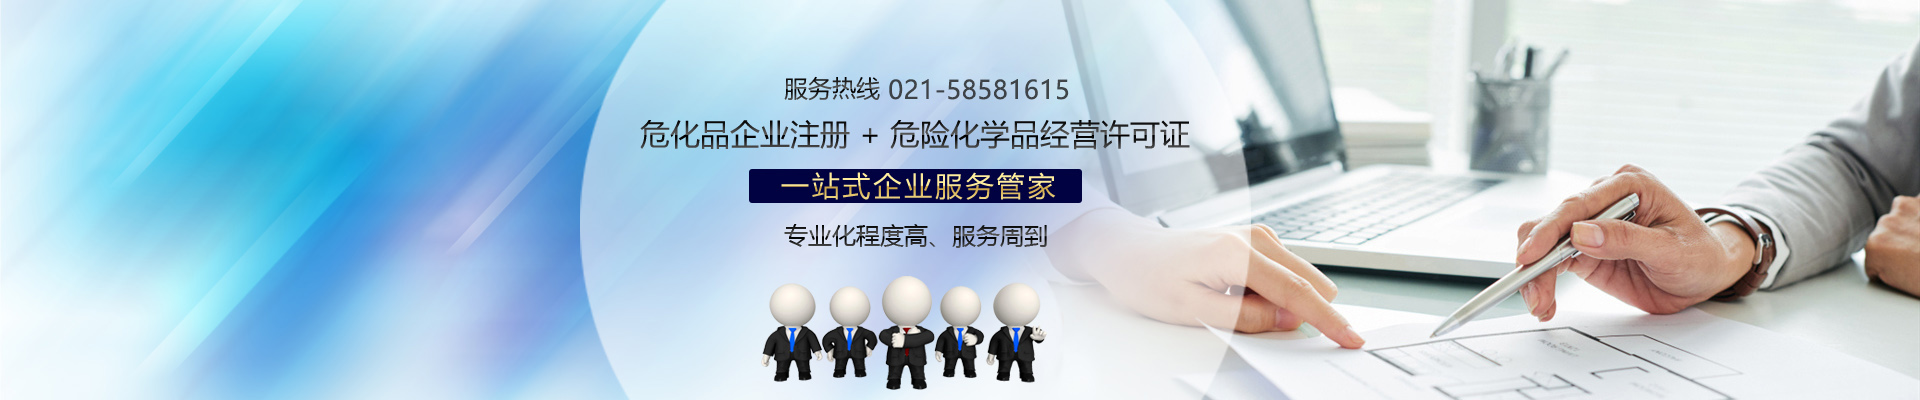 服务热线 021-58581615
危化品企业注册 + 危险化学品经营许可证
一站式企业服务管家
专业化程度高、服务周到